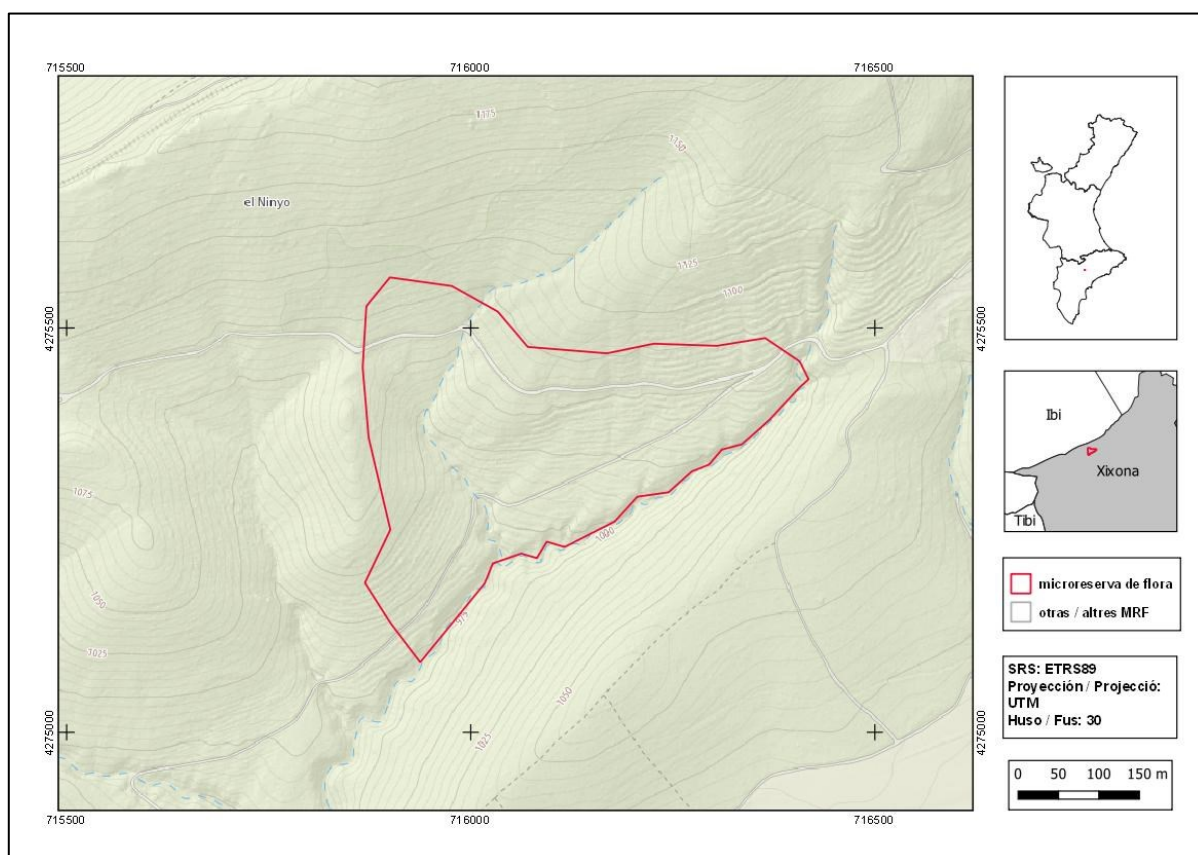 715500
716000
716500
1175
1150
el Ninyo
1125
1100
4275500
4275500
Ibi
Xixona
Tibi
1075
1000
1050
975
1025
1050
1025
microreserva de flora
otras / altres MRF
SRS: ETRS89
Proyección / Projecció:
UTM
Huso / Fus: 30
4275000
4275000
0 50 100 150 m
715500
716000
716500